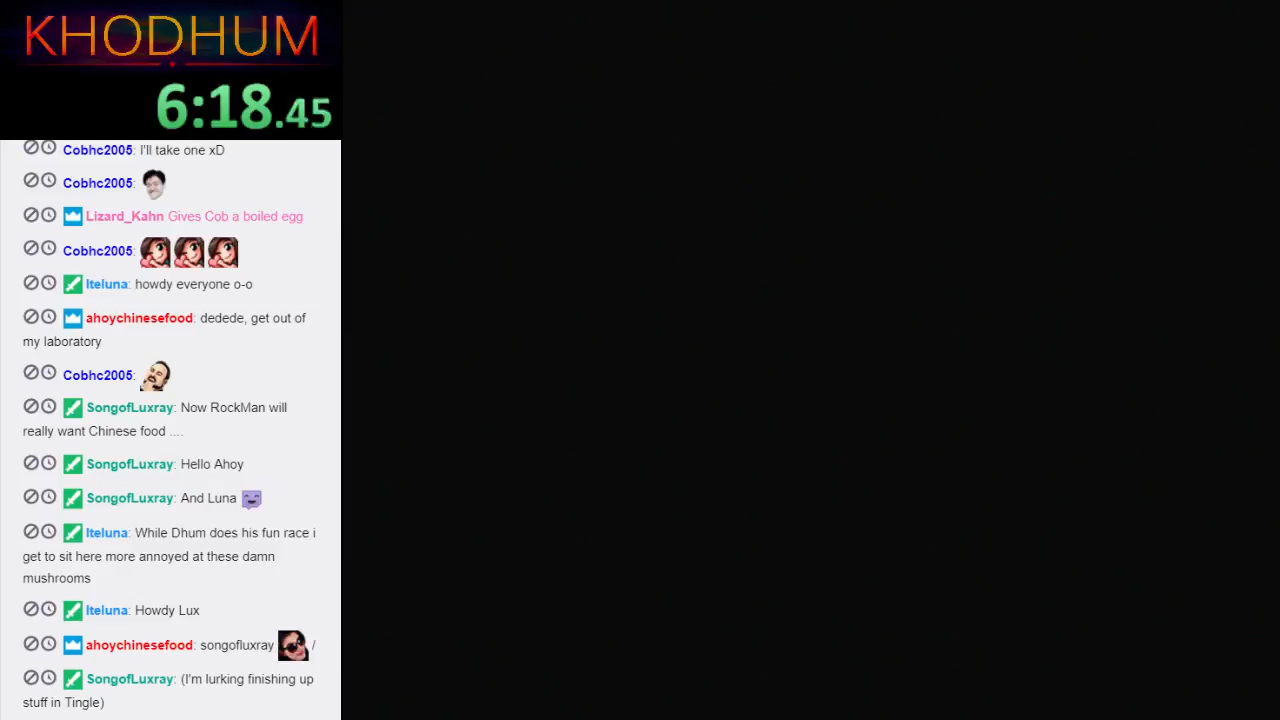 KHODHUM
6:18.45
Cobhc2005: I'll take one xD
Cobhc2005:
Lizard_Kahn Gives Cob a boiled egg
Cobhc2005:
Iteluna: howdy everyone o-o
ahoychinesefood: dedede, get out of
my laboratory
Cobhc2005:
SongofLuxray: Now RockMan will
really want Chinese food ....
SongofLuxray: Hello Ahoy
SongofLuxray: And Luna
Iteluna: While Dhum does his fun race i
get to sit here more annoyed at these damn
mushrooms
Iteluna: Howdy Lux
ahoychinesefood: songofluxray /
SongofLuxray: (I'm lurking finishing up
stuff in Tingle)